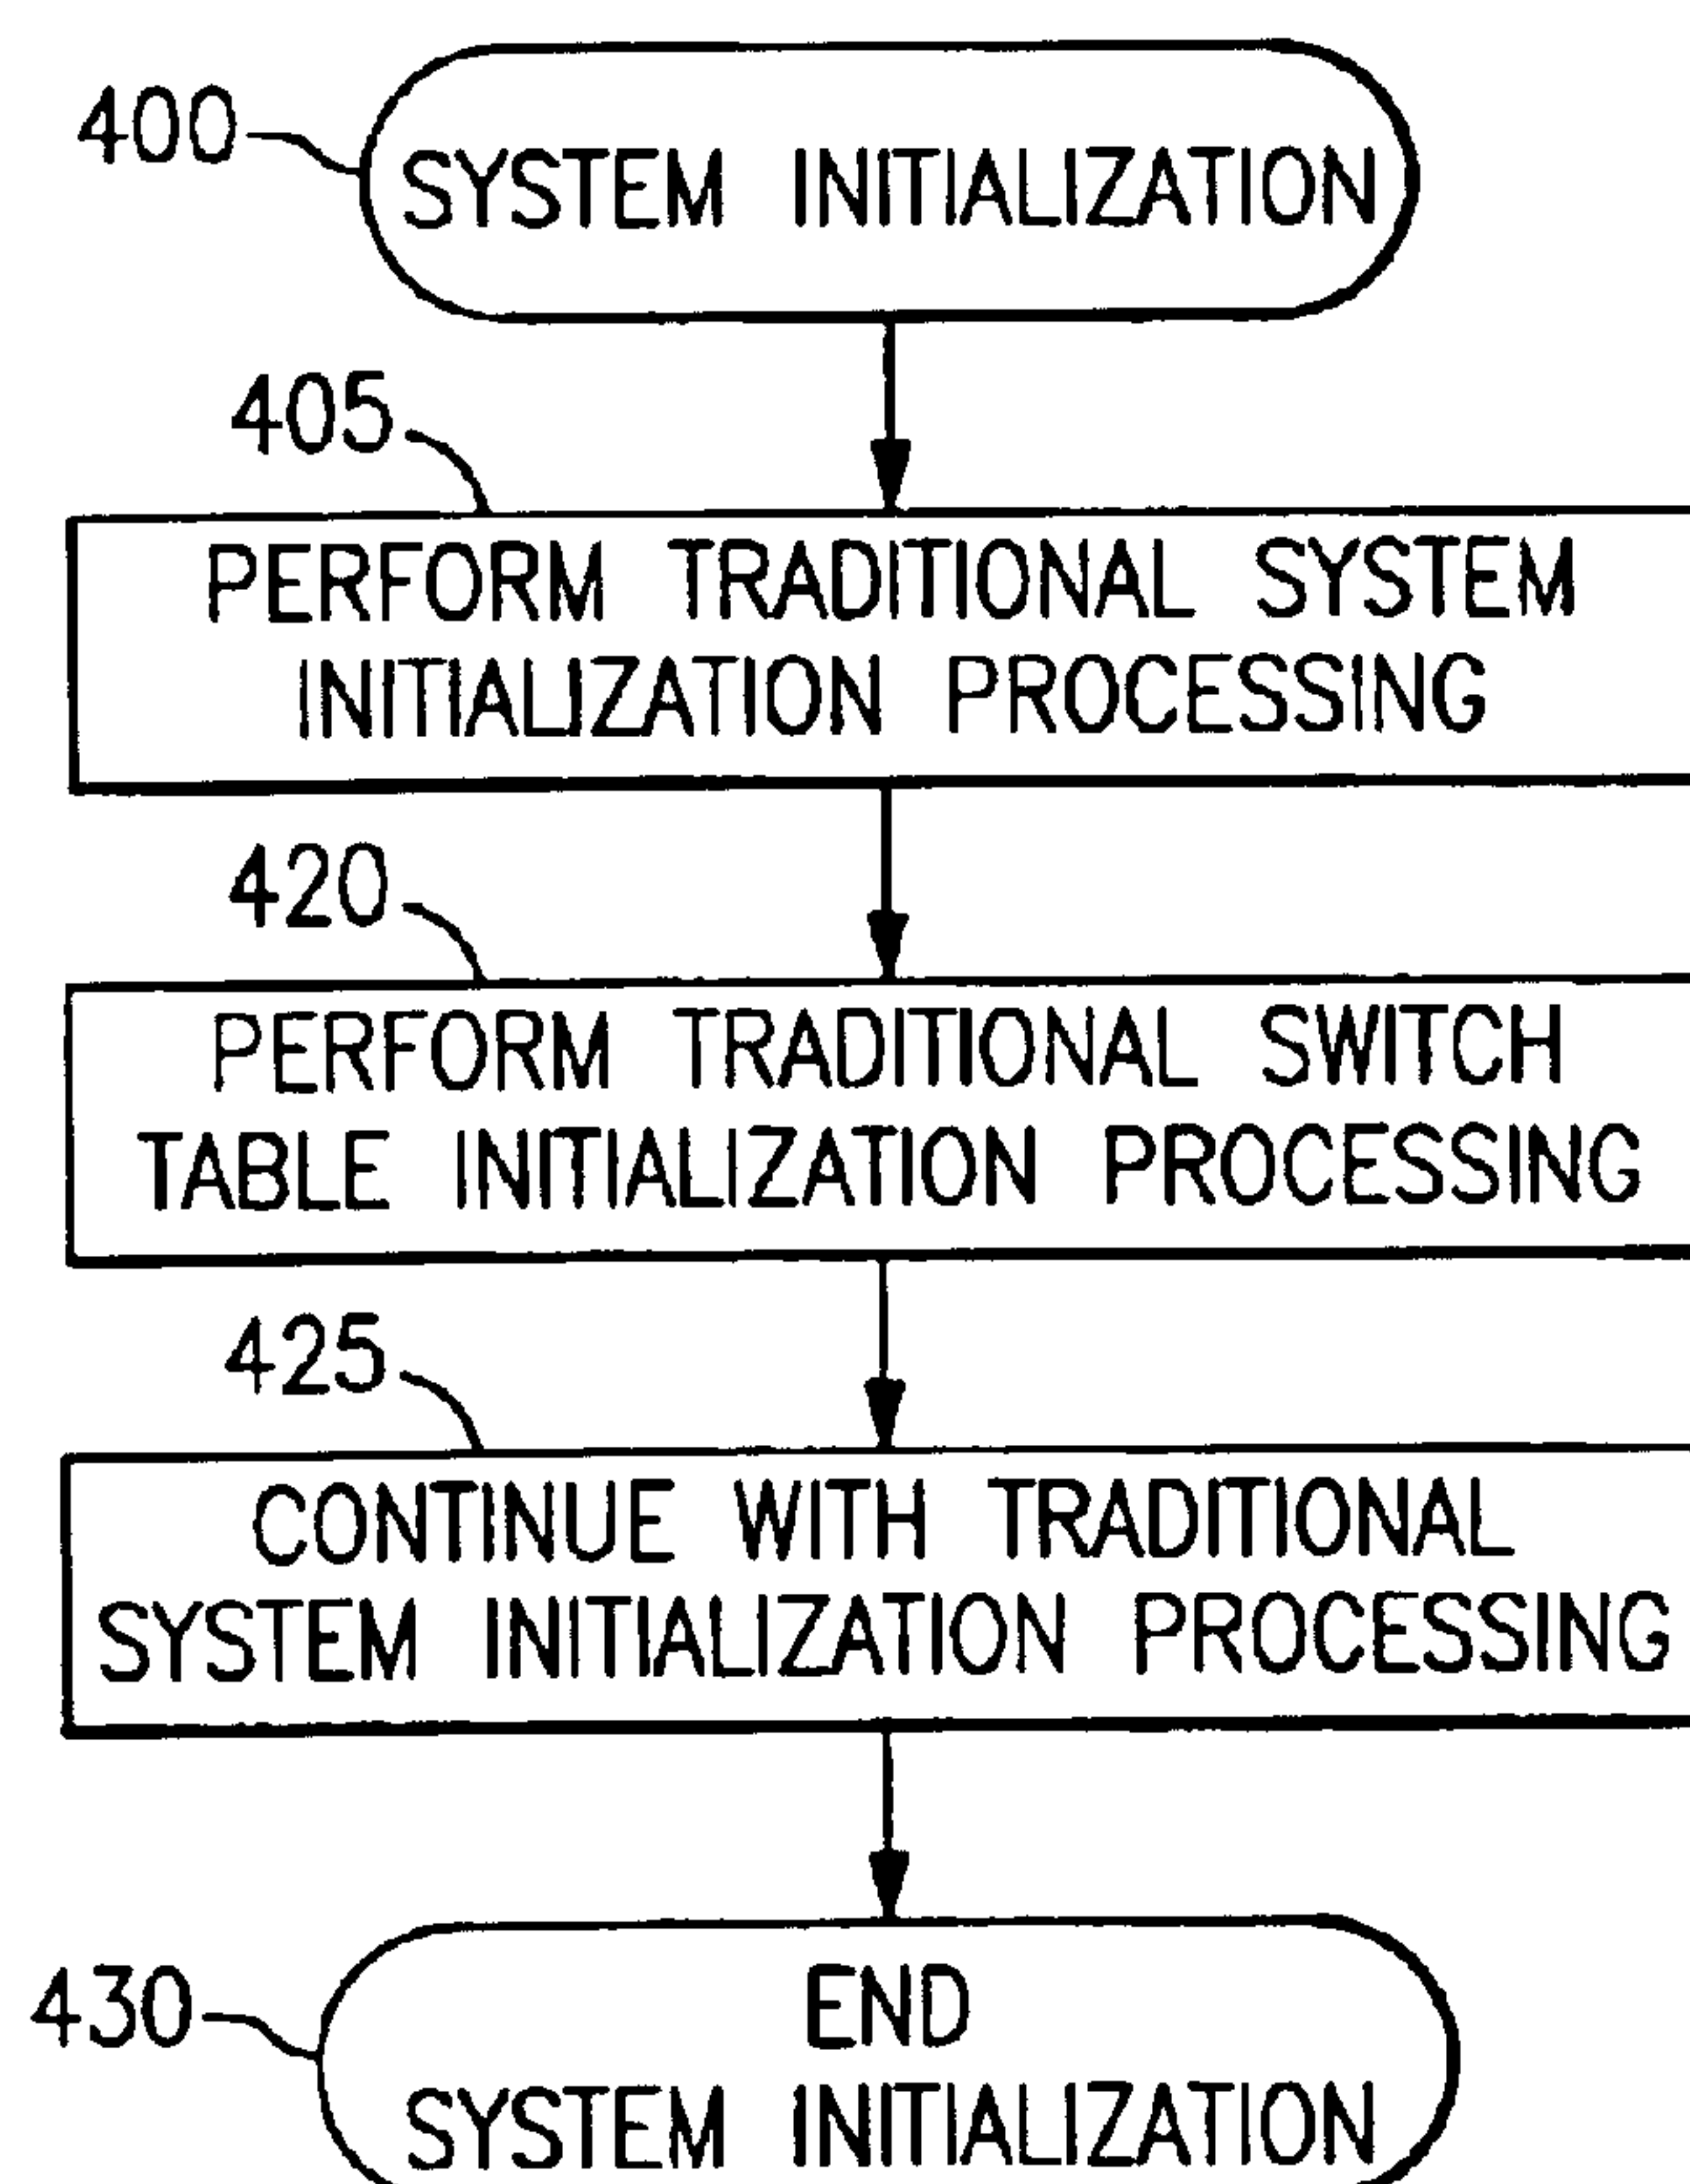 400
SYSTEM INITIALIZATION
405
PERFORM TRADITIONAL SYSTEM
INITIALIZATION PROCESSING
420
PERFORM TRADITIONAL SWITCH
TABLE INITIALIZATION PROCESSING
425
CONTINUE WITH TRADITIONAL
SYSTEM INITIALIZATION PROCESSING
430
END
SYSTEM INITIALIZATION